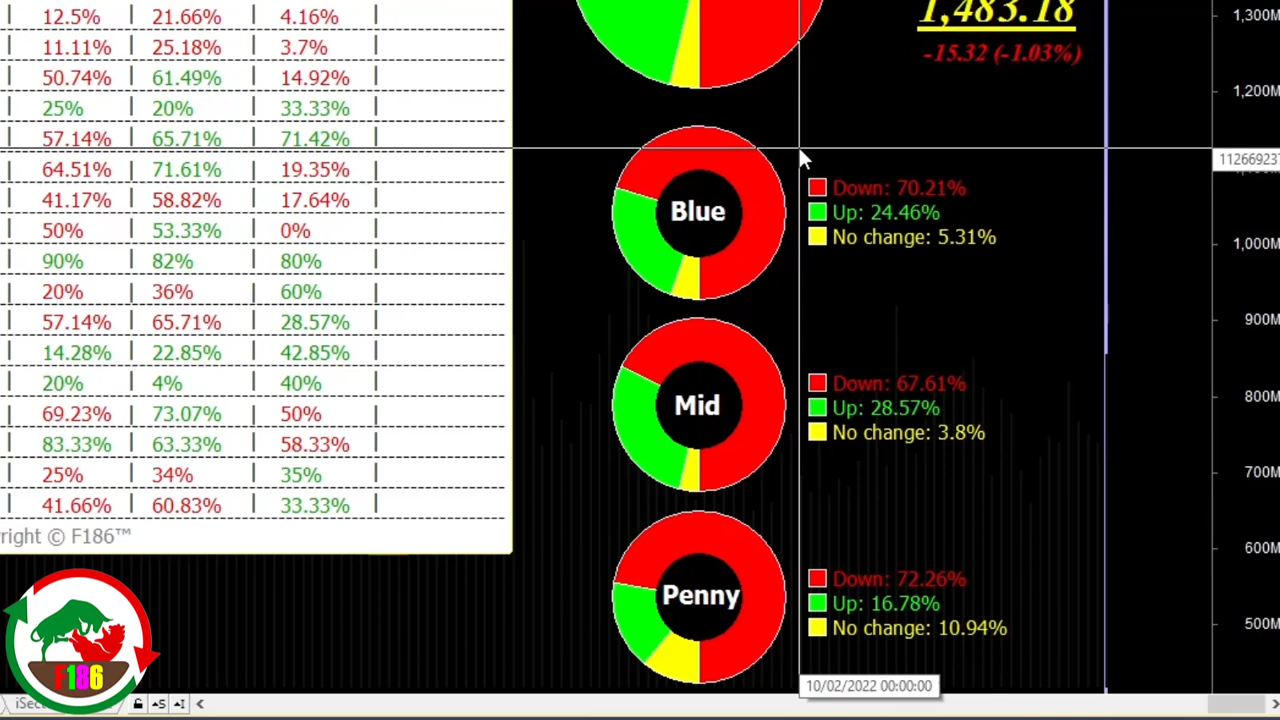 12.5% | 21.66% | 4.16% |
11.11% | 25.18% | 3.7% |
50.74% | 61.49% | 14.92% |
25% | 20% | 33.33% |
57.14% | 65.71% | 71.42% |
64.51% | 71.61% | 19.35% |
41.17% | 58.82% | 17.64% |
50% | 53.33% | 0% |
90% | 82% | 80% |
20% | 36% | 60% |
57.14% | 65.71% | 28.57% |
14.28% | 22.85% | 42.85% |
20% | 4% | 40% |
69.23% | 73.07% | 50% |
83.33% | 63.33% | 58.33% |
25% | 34% | 35% |
41.66% | 60.83% | 33.33% |
right © F186™
1,483.18
-15.32 (-1.03%)
Blue
Down: 70.21%
Up: 24.46%
No change: 5.31%
Mid
Down: 67.61%
Up: 28.57%
No change: 3.8%
Penny
Down: 72.26%
Up: 16.78%
No change: 10.94%
1,300M
1,200M
11266923
1,000M
900M
800M
700M
600M
500M
10/02/2022 00:00:00
F186
iSec
S
I